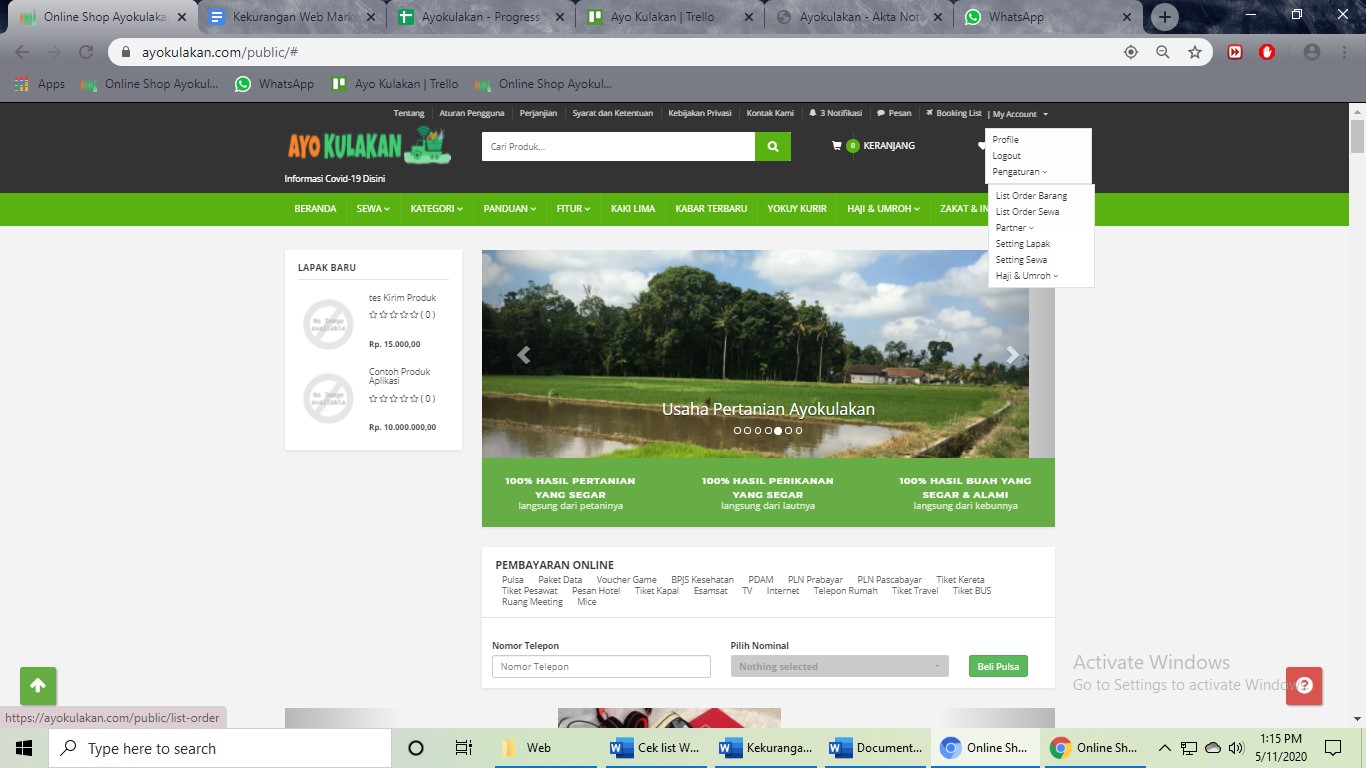 Online Shop Ayokulaka
Kekurangan Web Mark
Ayokulakan - Progress
Ayo Kulakan | Trello
Ayokulakan - Akta Nota
WhatsApp
ayokulakan.com/public/#
Apps
Online Shop Ayokul...
WhatsApp
Ayo Kulakan | Trello
Online Shop Ayokul...
Tentang
Aturan Pengguna
Perjanjian
Syarat dan Ketentuan
Kebijakan Privasi
Kontak Kami
3 Notifikasi
Pesan
Booking List
| My Account
AYO KULAKAN
Cari Produk...
0 KERANJANG
Informasi Covid-19 Disini
Profile
Logout
Pengaturan
List Order Barang
List Order Sewa
Partner
Setting Lapak
Setting Sewa
Haji & Umroh
BERANDA
SEWA
KATEGORI
PANDUAN
FITUR
KAKI LIMA
KABAR TERBARU
YOKUY KURIR
HAJI & UMROH
ZAKAT & IN
LAPAK BARU
No Image
available
tes Kirim Produk
( 0 )
Rp. 15.000,00
No Image
available
Contoh Produk
Aplikasi
( 0 )
Rp. 10.000.000,00
Usaha Pertanian Ayokulakan
100% HASIL PERTANIAN
YANG SEGAR
langsung dari petaninya
100% HASIL PERIKANAN
YANG SEGAR
langsung dari lautnya
100% HASIL BUAH YANG
SEGAR & ALAMI
langsung dari kebunnya
PEMBAYARAN ONLINE
Pulsa Paket Data Voucher Game BPJS Kesehatan PDAM PLN Prabayar PLN Pascabayar Tiket Kereta
Tiket Pesawat Pesan Hotel Tiket Kapal Esamsat TV Internet Telepon Rumah Tiket Travel Tiket BUS
Ruang Meeting Mice
Nomor Telepon
Nomor Telepon
Pilih Nominal
Nothing selected
Beli Pulsa
Activate Windows
Go to Settings to activate Windows.
https://ayokulakan.com/public/list-order
Type here to search
Web
Cek list W...
Kekuranga...
Document...
Online Sh...
Online Sh...
1:15 PM
5/11/2020